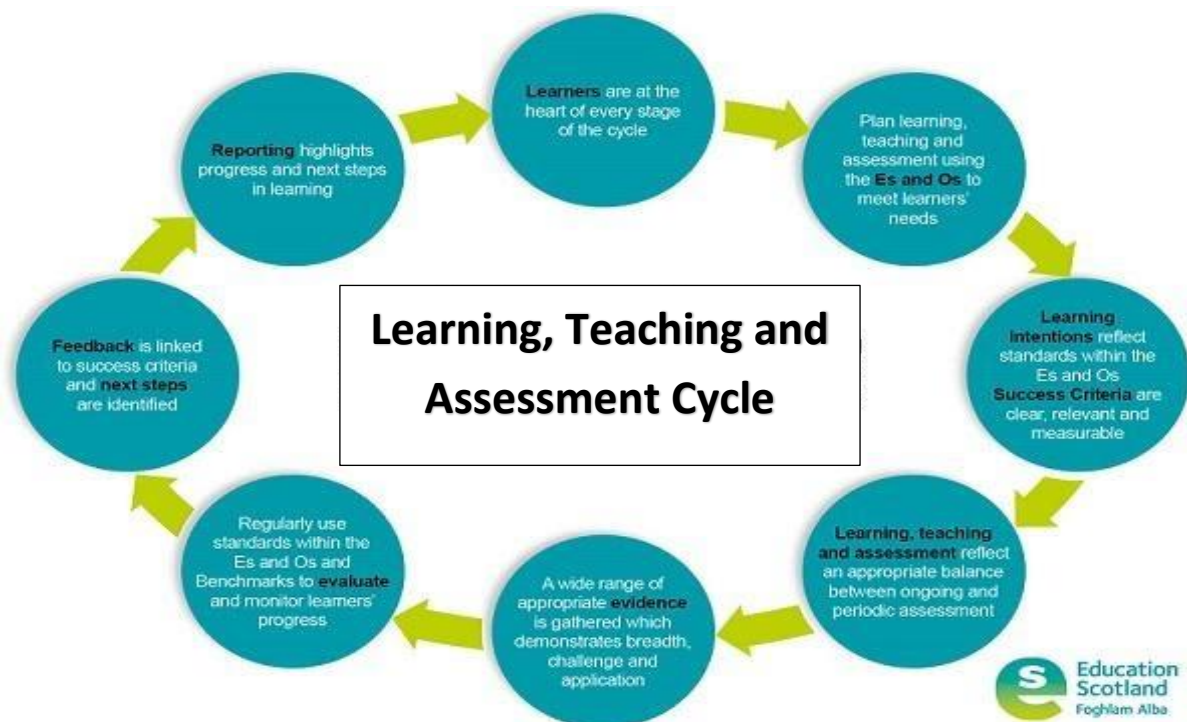 Learners are at the
heart of every stage
of the cycle
Plan learning,
teaching and
assessment using
the Es and Os to
meet learners'
needs
Learning
Intentions reflect
standards within the
Es and Os
Success Criteria are
clear, relevant and
measurable
Learning, teaching
and assessment reflect
an appropriate balance
between ongoing and
periodic assessment
A wide range of
appropriate evidence
is gathered which
demonstrates breadth,
challenge and
application
Regularly use
standards within the
Es and Os and
Benchmarks to evaluate
and monitor learners'
progress
Feedback is linked
to success criteria
and next steps
are identified
Reporting highlights
progress and next steps
in learning
Learning, Teaching and
Assessment Cycle
Education
Scotland
Foghlam Alba